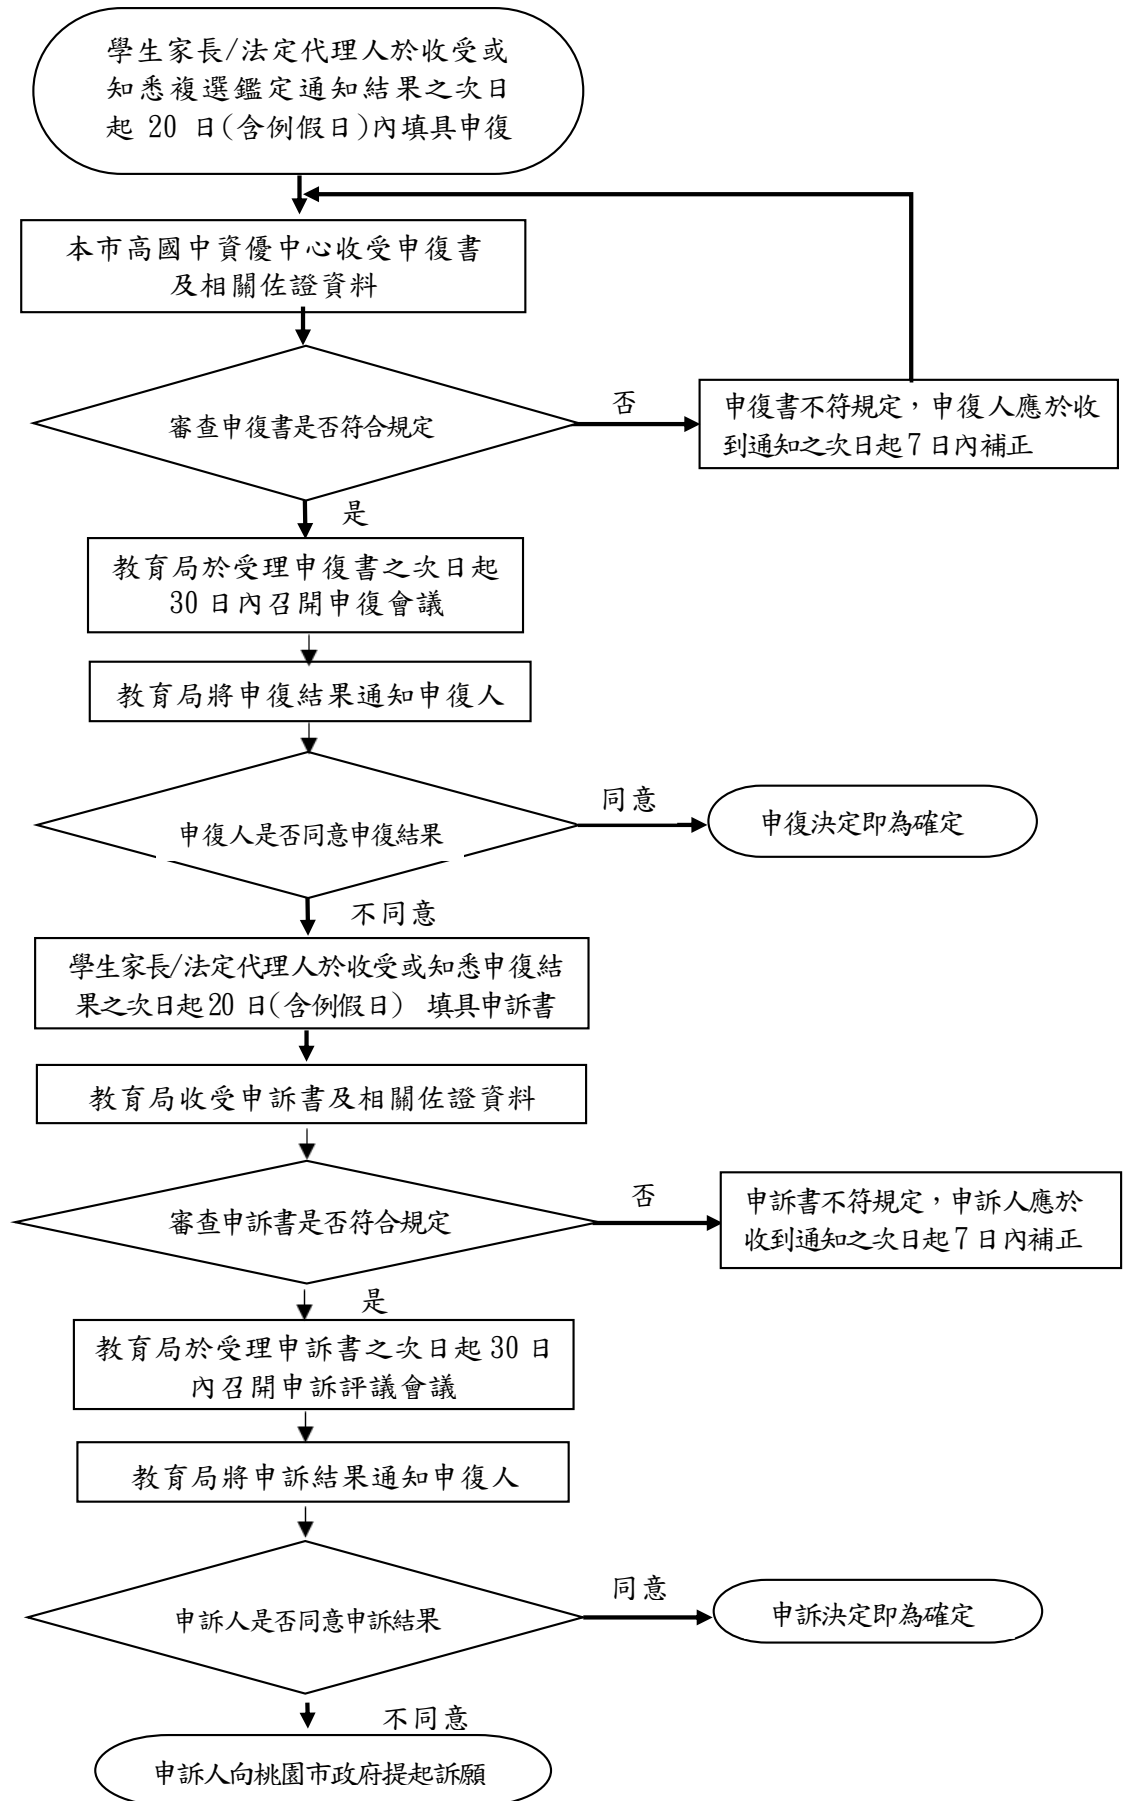 學生家長/法定代理人於收受或
知悉複選鑑定通知結果之次日
起 20 日(含例假日)內填具申復
本市高國中資優中心收受申復書
及相關佐證資料
審查申復書是否符合規定
否
申復書不符規定，申復人應於收
到通知之次日起 7 日內補正
是
教育局於受理申復書之次日起
30 日內召開申復會議
教育局將申復結果通知申復人
申復人是否同意申復結果
同意
申復決定即為確定
不同意
學生家長/法定代理人於收受或知悉申復結
果之次日起 20 日(含例假日) 填具申訴書
教育局收受申訴書及相關佐證資料
審查申訴書是否符合規定
否
申訴書不符規定，申訴人應於
收到通知之次日起 7 日內補正
是
教育局於受理申訴書之次日起 30 日
內召開申訴評議會議
教育局將申訴結果通知申復人
申訴人是否同意申訴結果
同意
申訴決定即為確定
不同意
申訴人向桃園市政府提起訴願